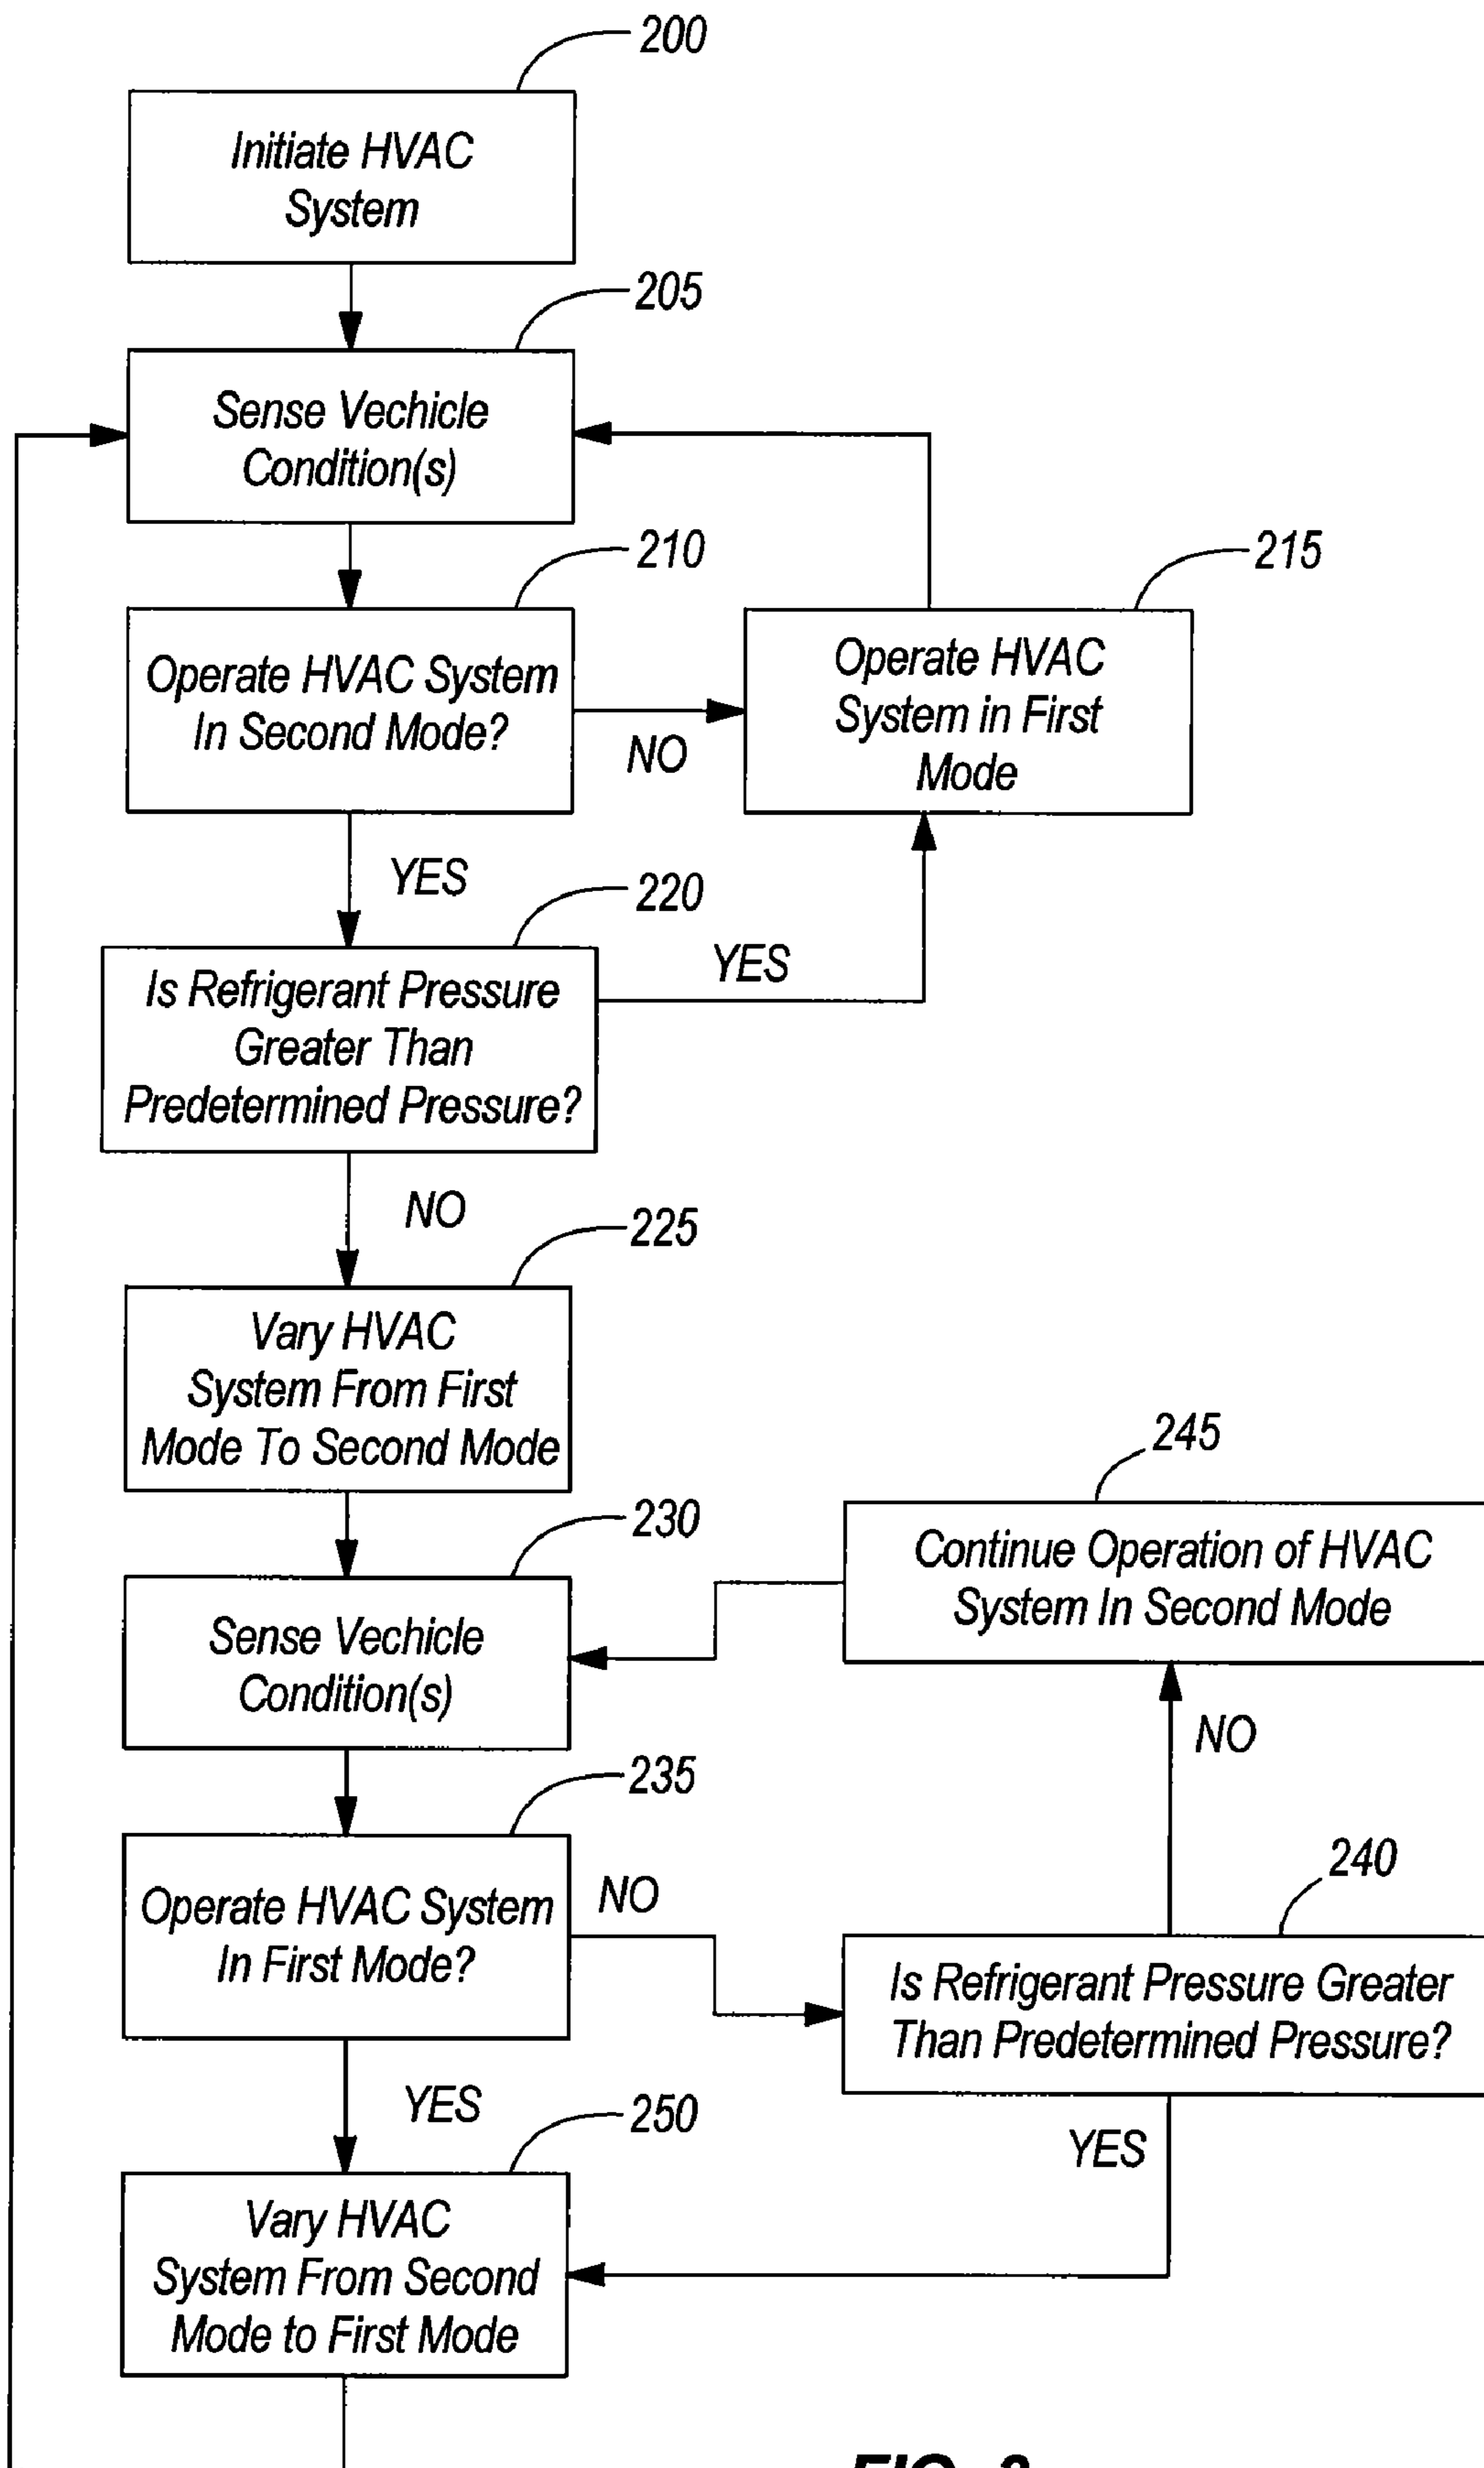 200
Initiate HVAC
System
205
Sense Vechicle
Condition(s)
210
Operate HVAC System
In Second Mode?
NO
215
Operate HVAC
System in First
Mode
YES
220
Is Refrigerant Pressure
Greater Than
Predetermined Pressure?
YES
NO
225
Vary HVAC
System From First
Mode To Second Mode
230
Sense Vechicle
Condition(s)
245
Continue Operation of HVAC
System In Second Mode
NO
235
Operate HVAC System
In First Mode?
NO
240
Is Refrigerant Pressure Greater
Than Predetermined Pressure?
YES
YES
250
Vary HVAC
System From Second
Mode to First Mode